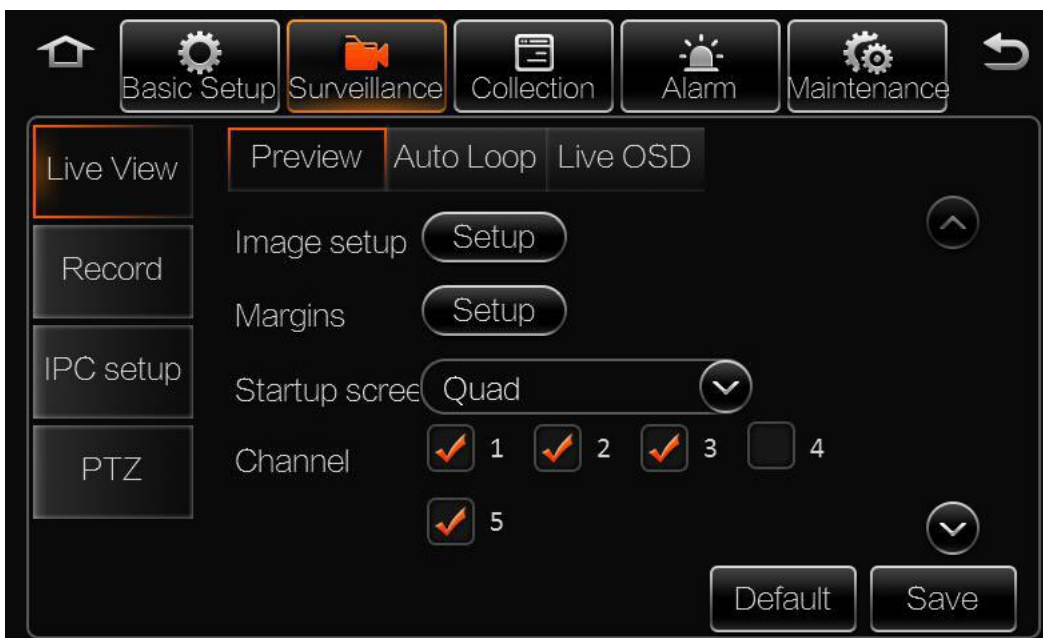 Basic Setup Surveillance Collection Alarm Maintenance
Live View
Record
IPC setup
PTZ
Preview Auto Loop Live OSD
Image setup Setup
Margins Setup
Startup scree Quad
Channel 1 2 3 4
5
Default Save